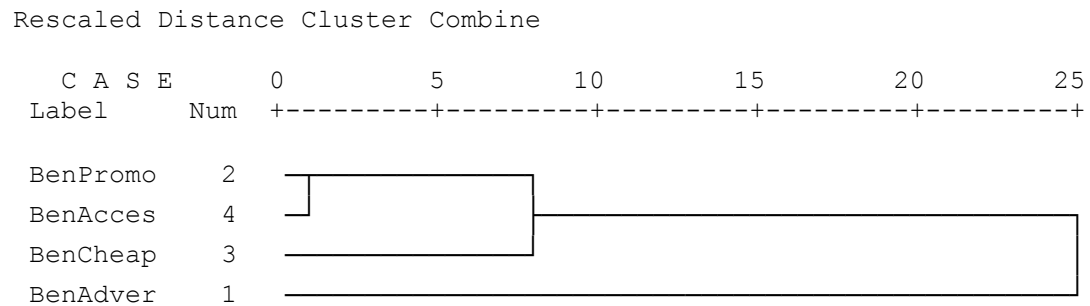 Rescaled Distance Cluster Combine
C A S E 0 5 10 15 20 25
Label Num +---------+---------+---------+---------+---------+
BenPromo 2
BenAcces 4
BenCheap 3
BenAdver 1